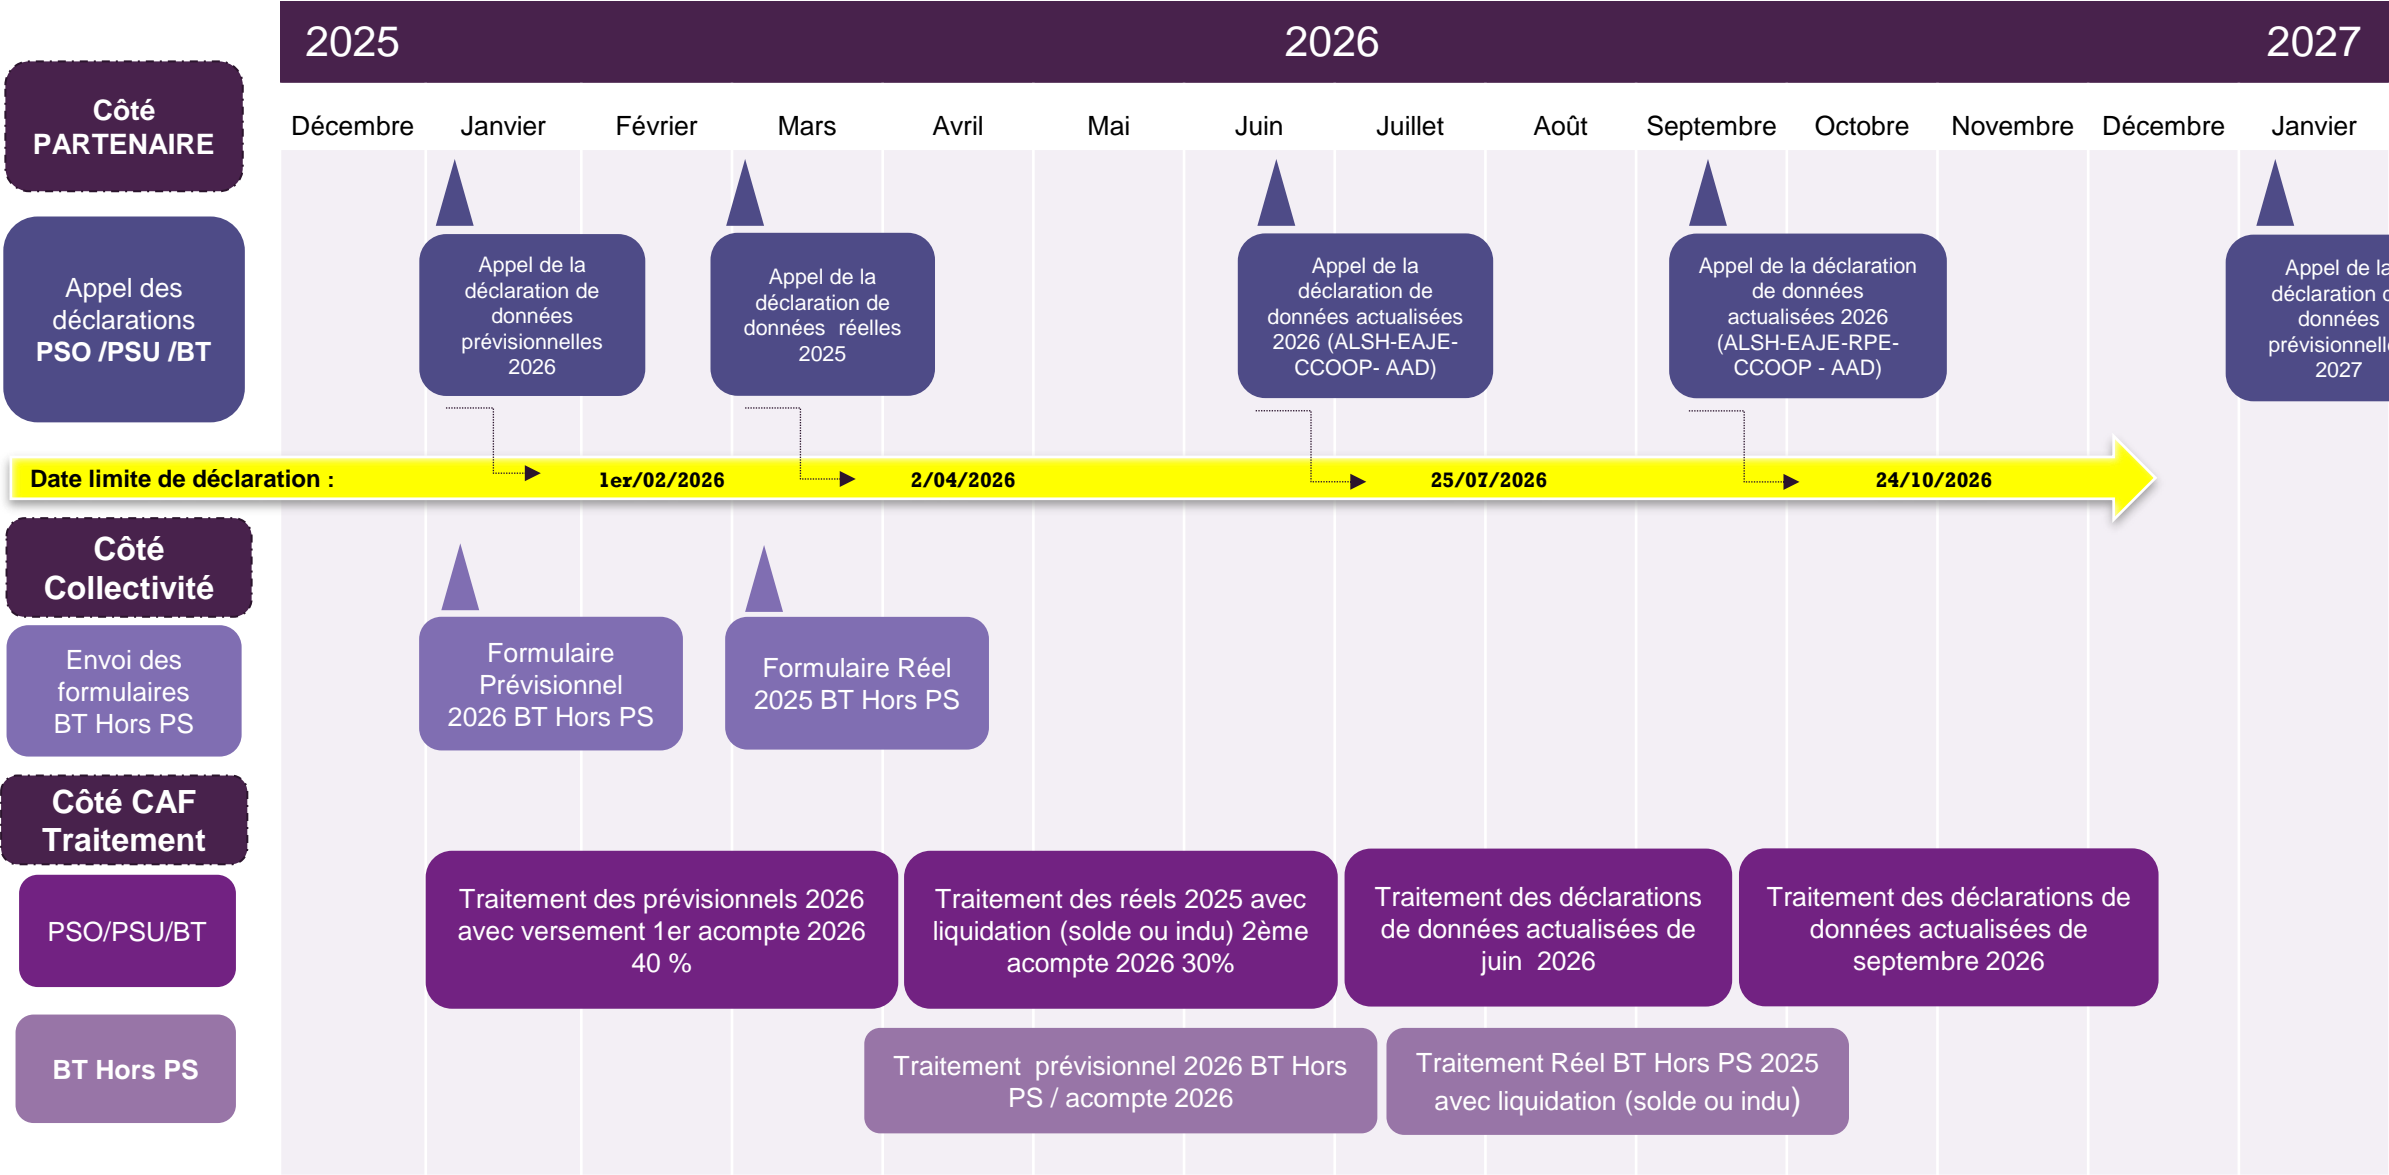 2025
2026
2027
Décembre
Janvier
Février
Mars
Avril
Mai
Juin
Juillet
Août
Septembre
Octobre
Novembre
Décembre
Janvier
Côté
PARTENAIRE
Appel des
déclarations
PSO /PSU /BT
Appel de la
déclaration de
données
prévisionnelles
2026
Appel de la
déclaration de
données réelles
2025
Appel de la
déclaration de
données actualisées
2026 (ALSH-EAJE-
CCOOP- AAD)
Appel de la déclaration
de données
actualisées 2026
(ALSH-EAJE-RPE-
CCOOP - AAD)
Appel de la
déclaration d
données
prévisionnelle
2027
Date limite de déclaration :
1er/02/2026
2/04/2026
25/07/2026
24/10/2026
Côté
Collectivité
Envoi des
formulaires
BT Hors PS
Formulaire
Prévisionnel
2026 BT Hors PS
Formulaire Réel
2025 BT Hors PS
Côté CAF
Traitement
PSO/PSU/BT
Traitement des prévisionnels 2026
avec versement 1er acompte 2026
40 %
Traitement des réels 2025 avec
liquidation (solde ou indu) 2ème
acompte 2026 30%
Traitement des déclarations
de données actualisées de
juin 2026
Traitement des déclarations de
données actualisées de
septembre 2026
BT Hors PS
Traitement prévisionnel 2026 BT Hors
PS / acompte 2026
Traitement Réel BT Hors PS 2025
avec liquidation (solde ou indu)